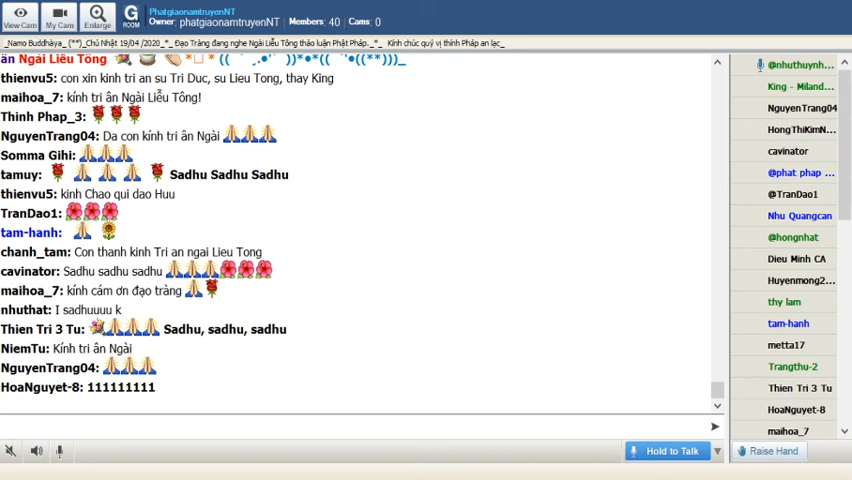 View Cam
My Cam
Enlarge
G
ROOM
PhatgiaonamtruyenNT
Owner: phatgiaonamtruyenNT Members: 40 Cams: 0
_Namo Buddhàya_ (**)_Chủ Nhật 19/04 /2020_*_ Đạo Tràng đang nghe Ngài Liễu Tông thảo luận Phật Pháp._*_ Kính chúc quý vị thính Pháp an lạc_
ân Ngài Liễu Tông
thienvu5: con xin kinh tri an su Tri Duc, su Lieu Tong, thay King
maihoa_7: kính tri ân Ngài Liễu Tông!
Thinh Phap_3: 🌹🌹🌹
NguyenTrang04: Da con kính tri ân Ngài 🙏🙏🙏
Somma Gihi: 🙏🙏🙏
tamuy: 🌹 🙏 🙏 🙏 🌹 Sadhu Sadhu Sadhu
thienvu5: kinh Chao qui dao Huu
TranDao1: 🌺🌺🌺
tam-hanh: 🙏 🌻
chanh_tam: Con thanh kinh Tri an ngai Lieu Tong
cavinator: Sadhu sadhu sadhu 🙏🙏🙏🌺🌺🌺
maihoa_7: kính cám ơn đạo tràng 🙏🌹
nhuthat: I sadhuuuu k
Thien Tri 3 Tu: 💐🙏🙏🙏 Sadhu, sadhu, sadhu
NiemTu: Kính tri ân Ngài
NguyenTrang04: 🙏🙏🙏
HoaNguyet-8: 111111111
Hold to Talk
@nhuthuynh...
King - Miland...
NguyenTrang04
HongThiKimN...
cavinator
@phat phap ...
@TranDao1
Nhu Quangcan
@hongnhat
Dieu Minh CA
Huyenmong2...
thy lam
tam-hanh
metta17
Trangthu-2
Thien Tri 3 Tu
HoaNguyet-8
maihoa_7
Raise Hand